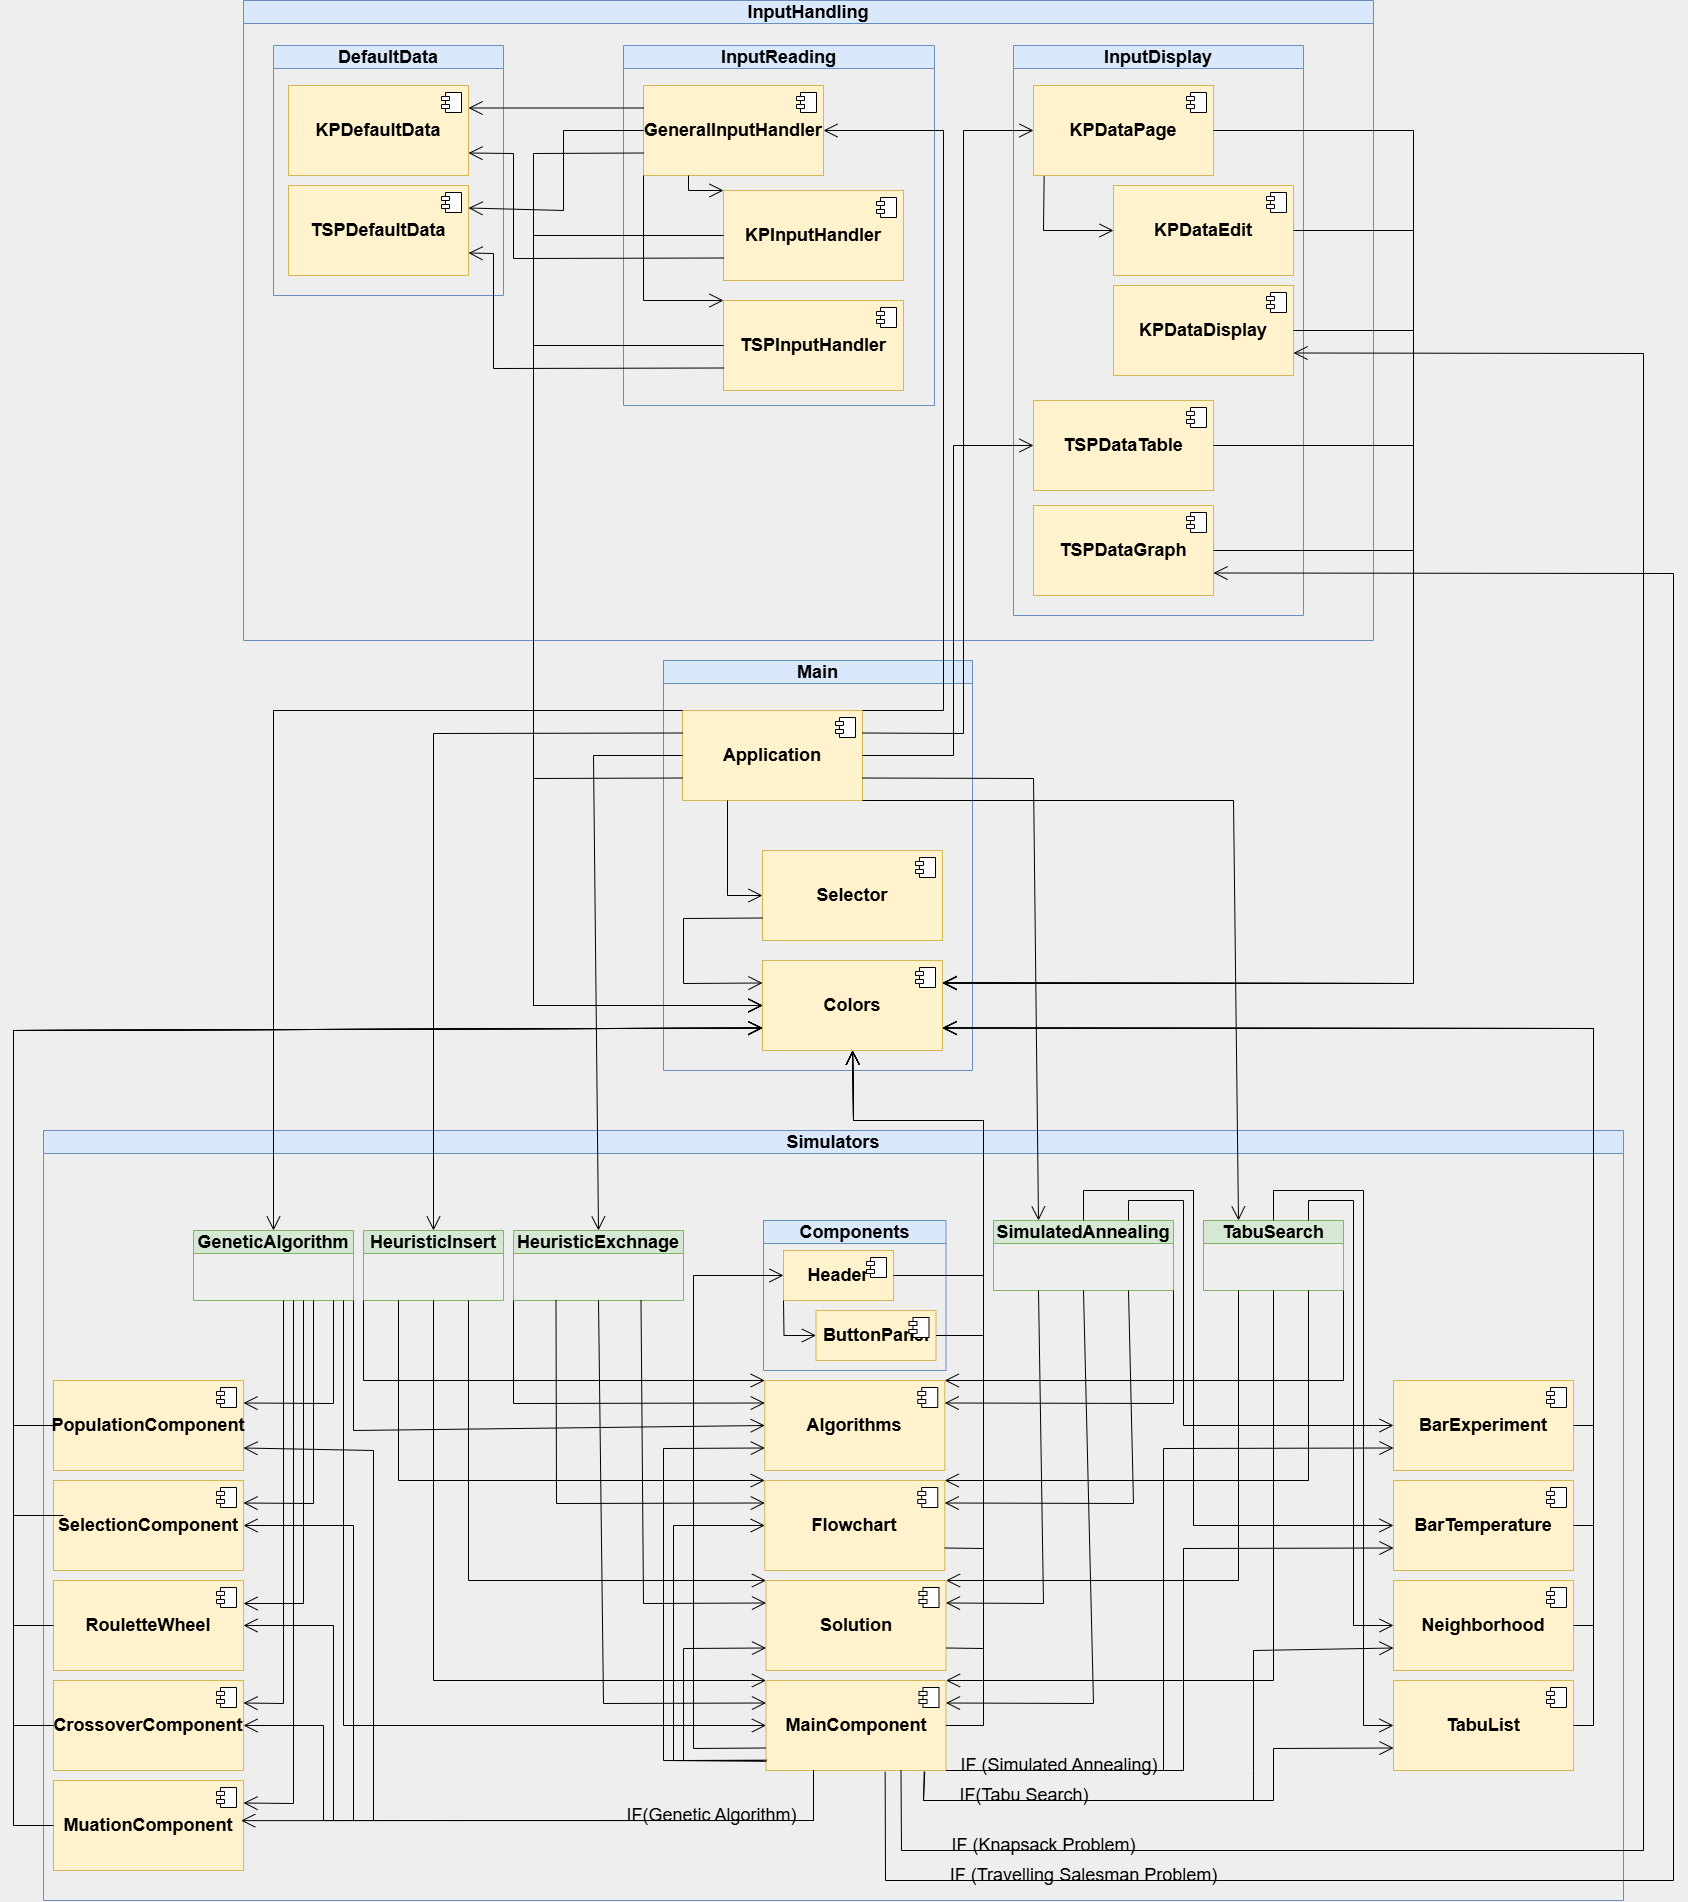 InputHandling
DefaultData
InputReading
InputDisplay
KPDefaultData
GeneralInputHandler
KPDataPage
TSPDefaultData
KPInputHandler
KPDataEdit
TSPInputHandler
KPDataDisplay
TSPDataTable
TSPDataGraph
Main
Application
Selector
Colors
Simulators
GeneticAlgorithm
HeuristicInsert
HeuristicExchnage
Components
SimulatedAnnealing
TabuSearch
Header
PopulationComponent
Algorithms
BarExperiment
SelectionComponent
Flowchart
BarTemperature
RouletteWheel
Solution
Neighborhood
CrossoverComponent
MainComponent
TabuList
IF (Simulated Annealing)
IF(Tabu Search)
MuationComponent
IF(Genetic Algorithm)
IF (Knapsack Problem)
IF (Travelling Salesman Problem)